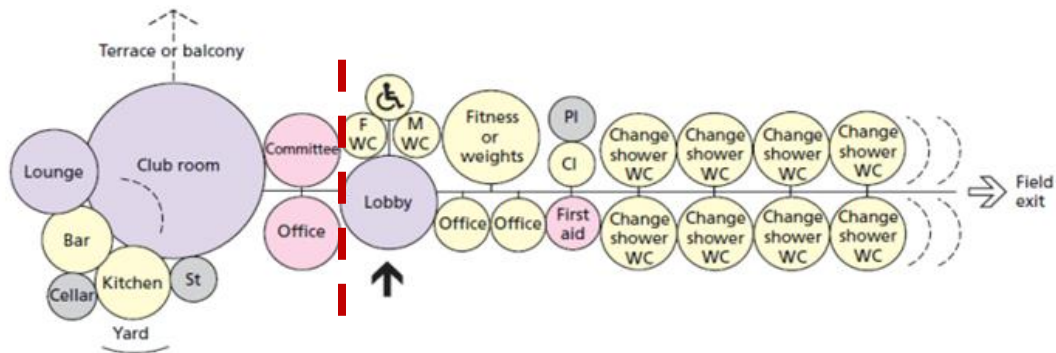 Terrace or balcony
Lounge
Club room
Bar
Cellar
Kitchen
St
Yard
Committee
Office
F
WC
M
WC
Lobby
Fitness
or
weights
Office
Office
PI
CI
First
aid
Change
shower
WC
Change
shower
WC
Change
shower
WC
Change
shower
WC
Change
shower
WC
Change
shower
WC
Change
shower
WC
Change
shower
WC
Field
exit